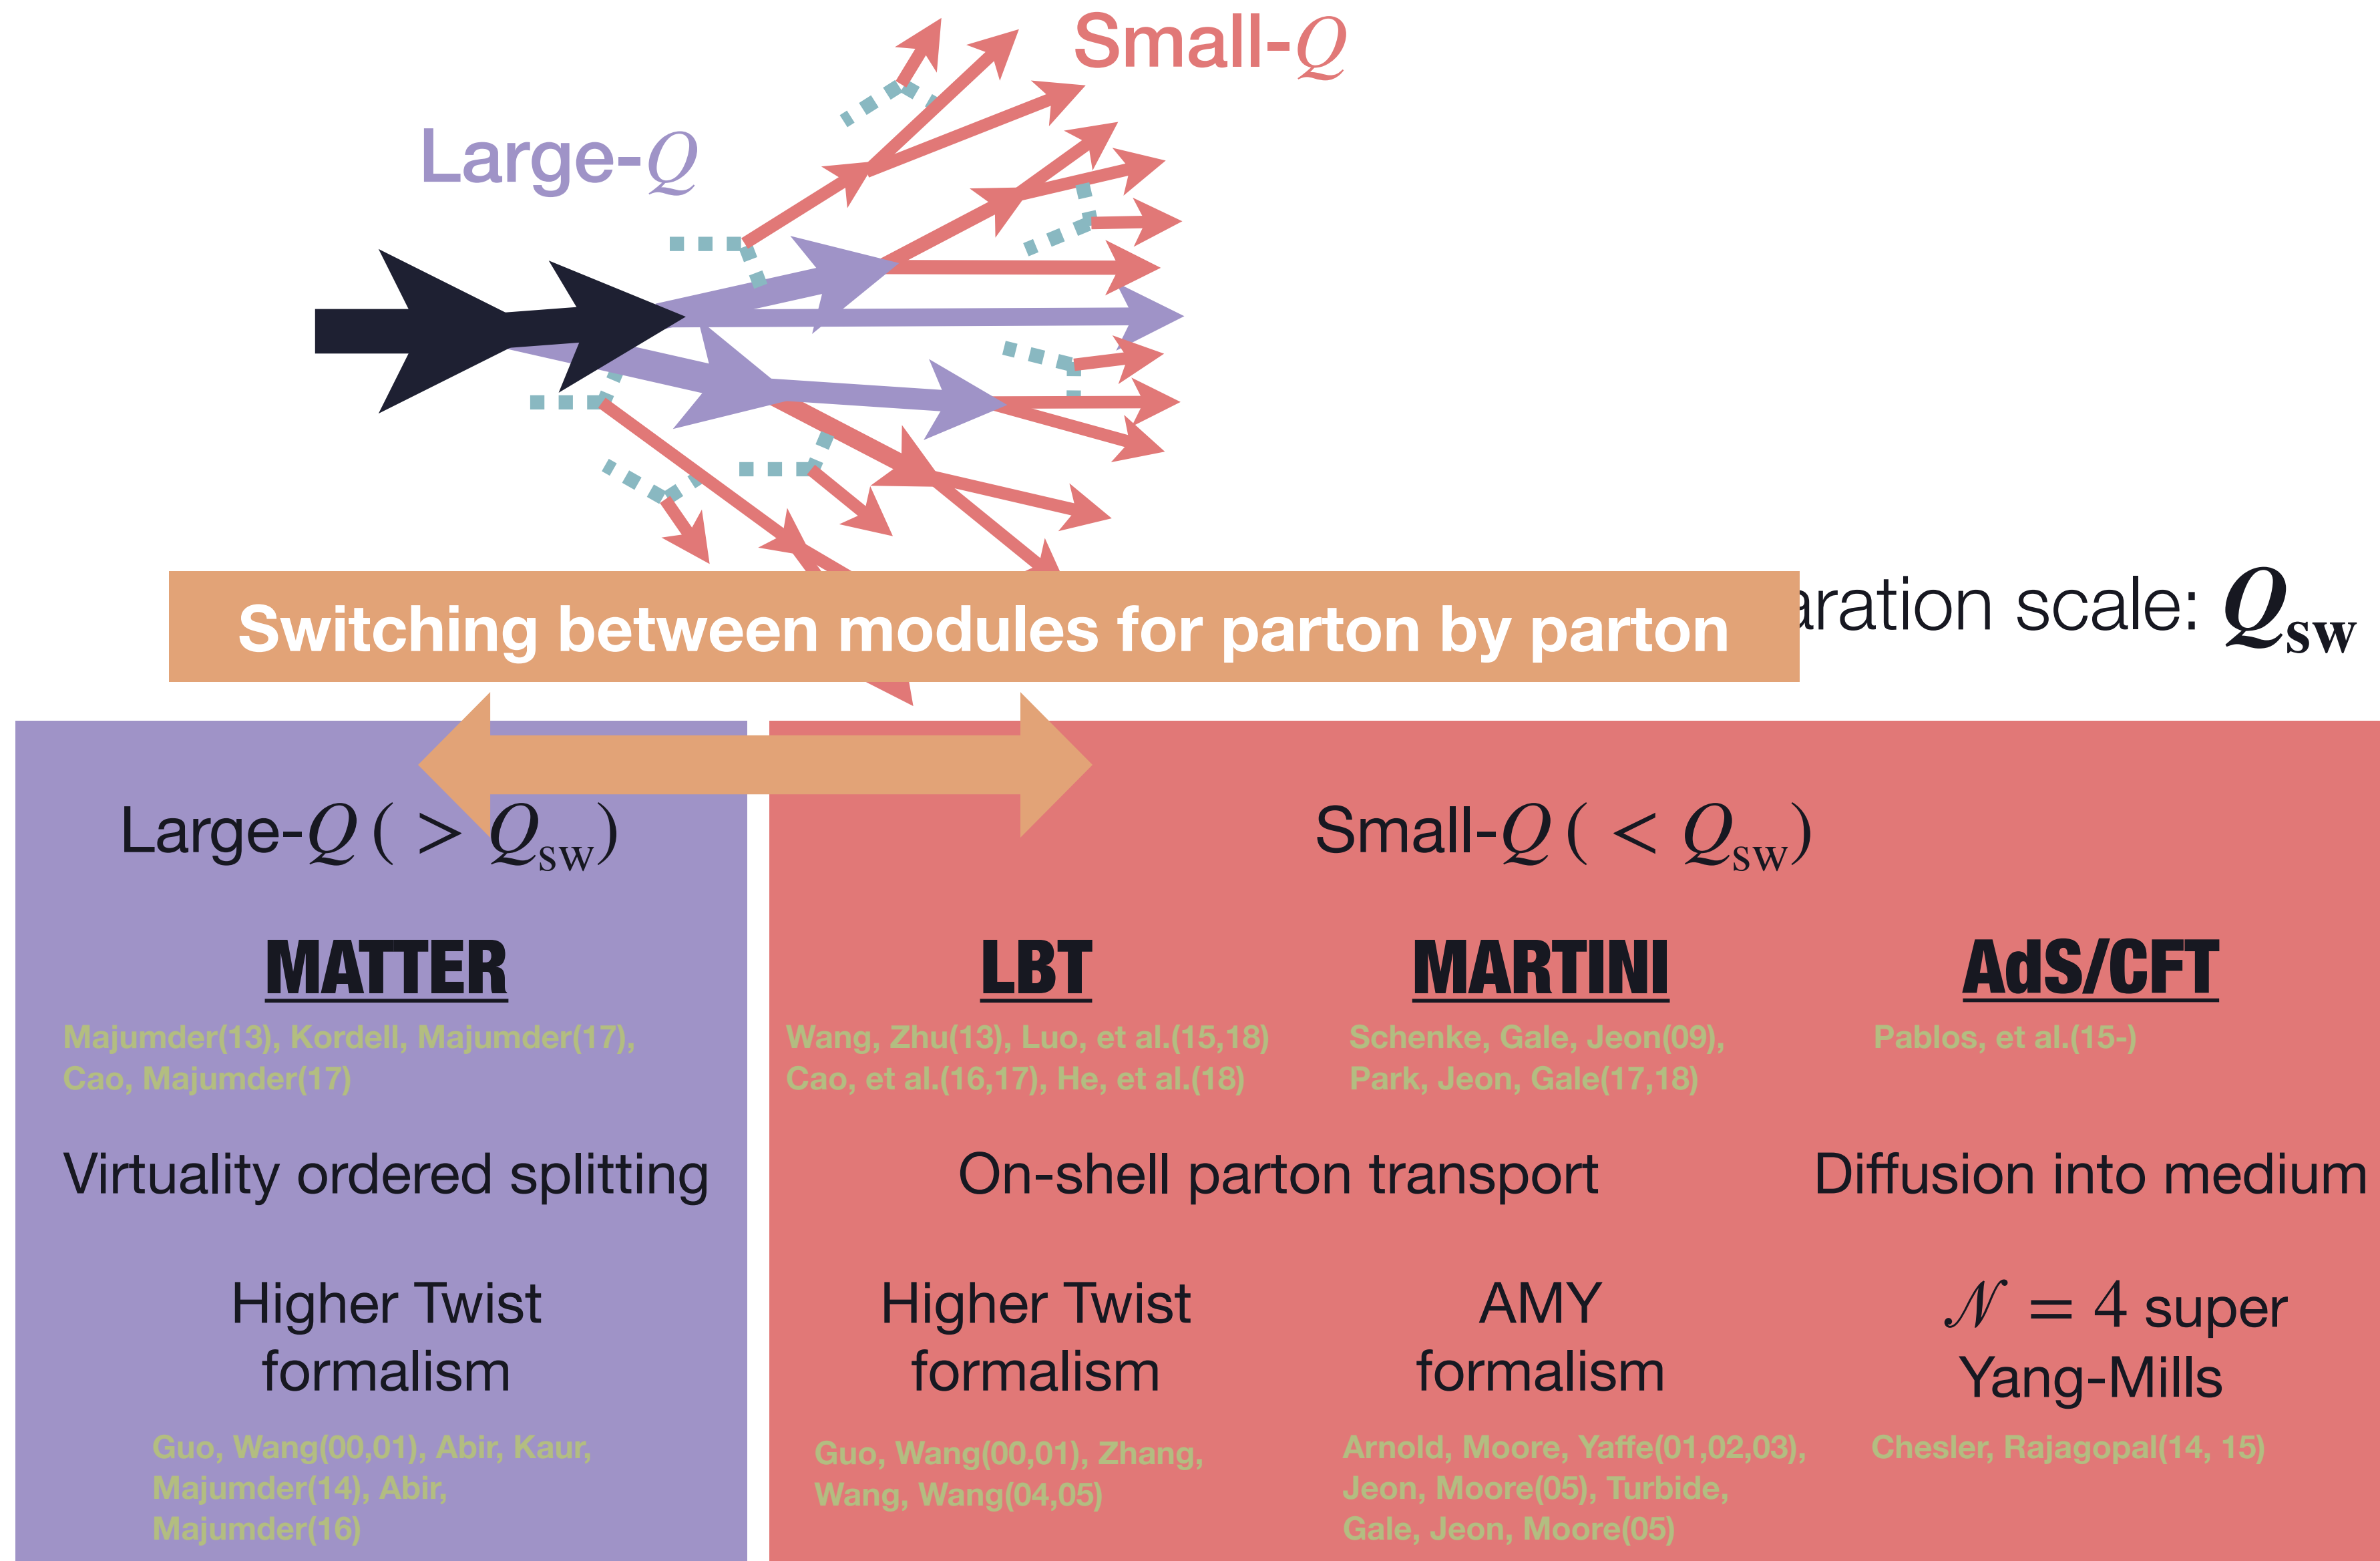 Small-Q
Large-Q
Switching between modules for parton by parton
aration scale: Q_sw
Large-Q ( > Q_sw)
Small-Q ( < Q_sw)
MATTER
LBT
MARTINI
AdS/CFT
Majumder(13), Kordell, Majumder(17),
Cao, Majumder(17)
Wang, Zhu(13), Luo, et al.(15,18)
Cao, et al.(16,17), He, et al.(18)
Schenke, Gale, Jeon(09),
Park, Jeon, Gale(17,18)
Pablos, et al.(15-)
Virtuality ordered splitting
On-shell parton transport
Diffusion into medium
Higher Twist
formalism
Higher Twist
formalism
AMY
formalism
𝒩 = 4 super
Yang-Mills
Guo, Wang(00,01), Abir, Kaur,
Majumder(14), Abir,
Majumder(16)
Guo, Wang(00,01), Zhang,
Wang, Wang(04,05)
Arnold, Moore, Yaffe(01,02,03),
Jeon, Moore(05), Turbide,
Gale, Jeon, Moore(05)
Chesler, Rajagopal(14, 15)